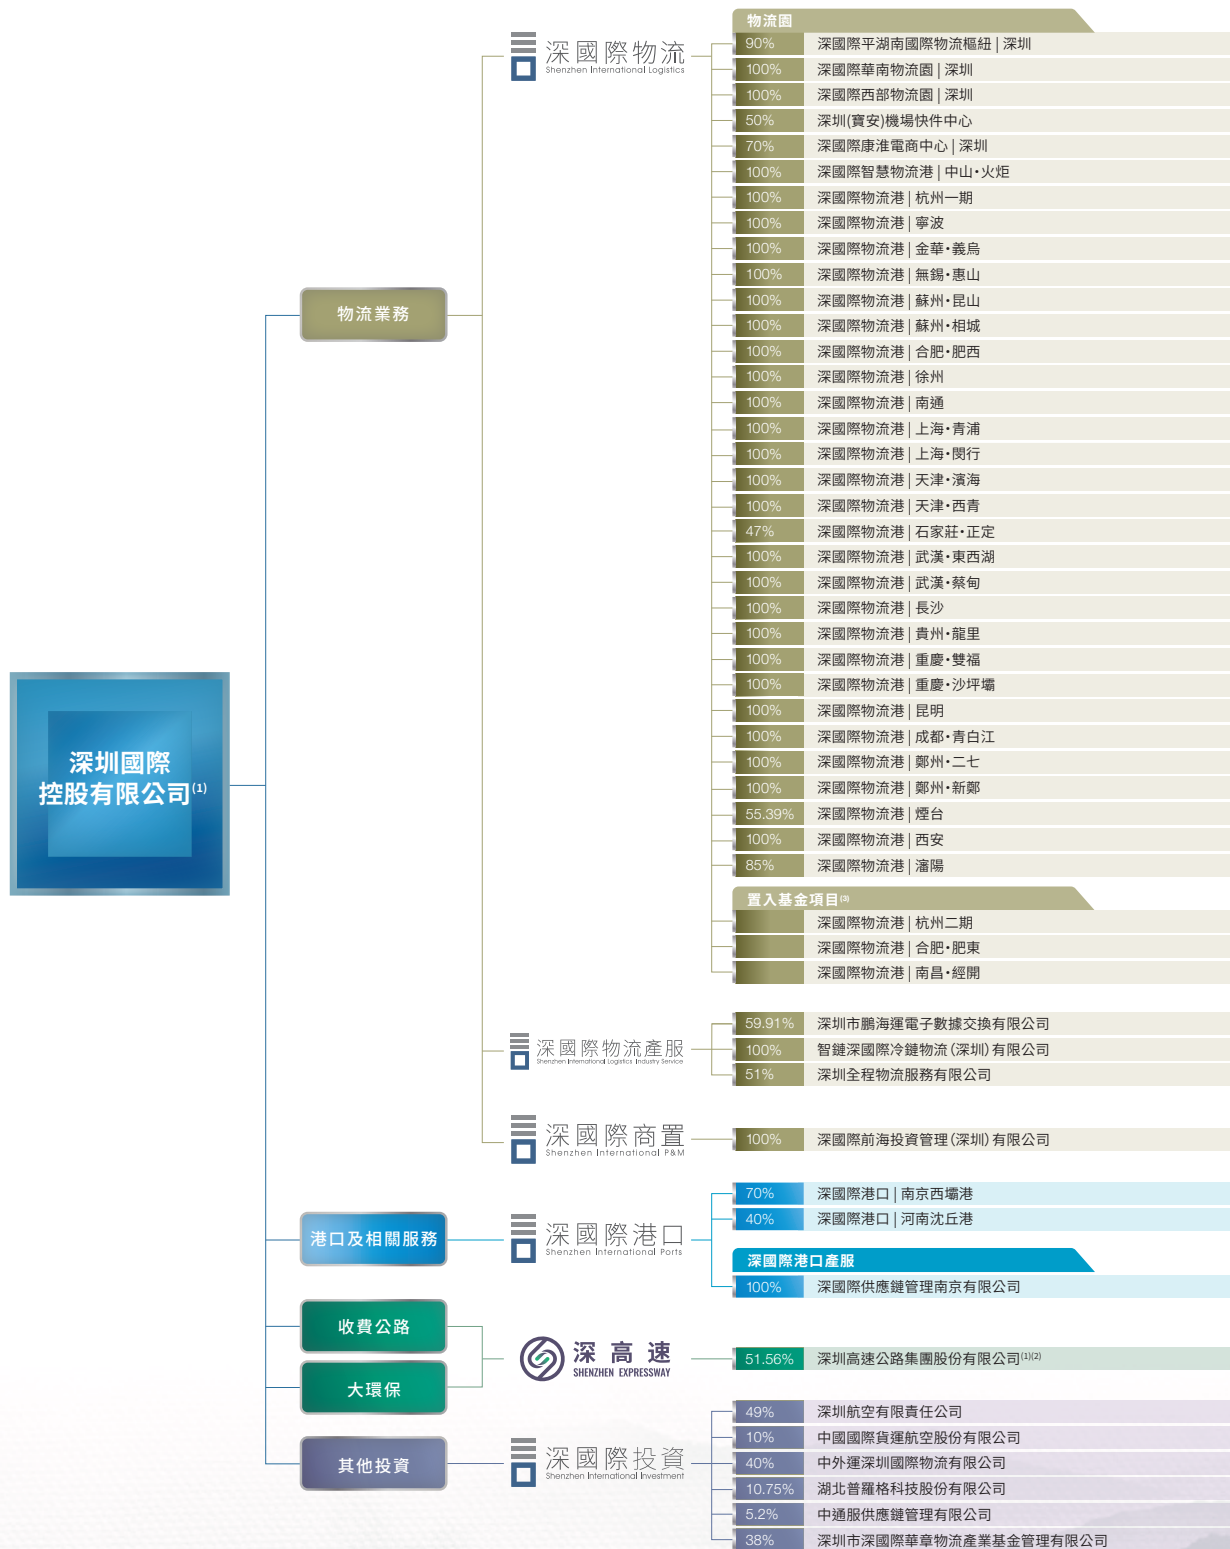 深圳國際
控股有限公司(1)
物流業務
深國際物流
Shenzhen International Logistics
物流園
90% 深國際平湖南國際物流樞紐 | 深圳
100% 深國際華南物流園 | 深圳
100% 深國際西部物流園 | 深圳
50% 深圳(寶安)機場快件中心
70% 深國際康淮電商中心 | 深圳
100% 深國際智慧物流港 | 中山•火炬
100% 深國際物流港 | 杭州一期
100% 深國際物流港 | 寧波
100% 深國際物流港 | 金華•義烏
100% 深國際物流港 | 無錫•惠山
100% 深國際物流港 | 蘇州•昆山
100% 深國際物流港 | 蘇州•相城
100% 深國際物流港 | 合肥•肥西
100% 深國際物流港 | 徐州
100% 深國際物流港 | 南通
100% 深國際物流港 | 上海•青浦
100% 深國際物流港 | 上海•閔行
100% 深國際物流港 | 天津•濱海
100% 深國際物流港 | 天津•西青
47% 深國際物流港 | 石家莊•正定
100% 深國際物流港 | 武漢•東西湖
100% 深國際物流港 | 武漢•蔡甸
100% 深國際物流港 | 長沙
100% 深國際物流港 | 貴州•龍里
100% 深國際物流港 | 重慶•雙福
100% 深國際物流港 | 重慶•沙坪壩
100% 深國際物流港 | 昆明
100% 深國際物流港 | 成都•青白江
100% 深國際物流港 | 鄭州•二七
100% 深國際物流港 | 鄭州•新鄭
55.39% 深國際物流港 | 煙台
100% 深國際物流港 | 西安
85% 深國際物流港 | 瀋陽
置入基金項目(3)
深國際物流港 | 杭州二期
深國際物流港 | 合肥•肥東
深國際物流港 | 南昌•經開
深國際物流產服
Shenzhen International Logistics Industry Service
59.91% 深圳市鵬海運電子數據交換有限公司
100% 智鏈深國際冷鏈物流(深圳)有限公司
51% 深圳全程物流服務有限公司
深國際商置
Shenzhen International P&M
100% 深國際前海投資管理(深圳)有限公司
港口及相關服務
深國際港口
Shenzhen International Ports
70% 深國際港口 | 南京西壩港
40% 深國際港口 | 河南沈丘港
深國際港口產服
100% 深國際供應鏈管理南京有限公司
收費公路
大環保
深高速
SHENZHEN EXPRESSWAY
51.56% 深圳高速公路集團股份有限公司(1)(2)
其他投資
深國際投資
Shenzhen International Investment
49% 深圳航空有限責任公司
10% 中國國際貨運航空股份有限公司
40% 中外運深圳國際物流有限公司
10.75% 湖北普羅格科技股份有限公司
5.2% 中通服供應鏈管理有限公司
38% 深圳市深國際華章物流產業基金管理有限公司